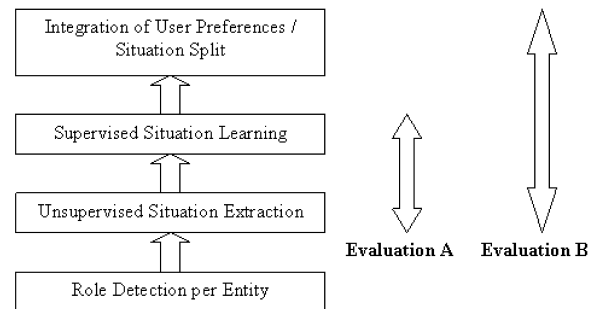 Integration of User Preferences /
Situation Split
Supervised Situation Learning
Unsupervised Situation Extraction
Evaluation A
Evaluation B
Role Detection per Entity